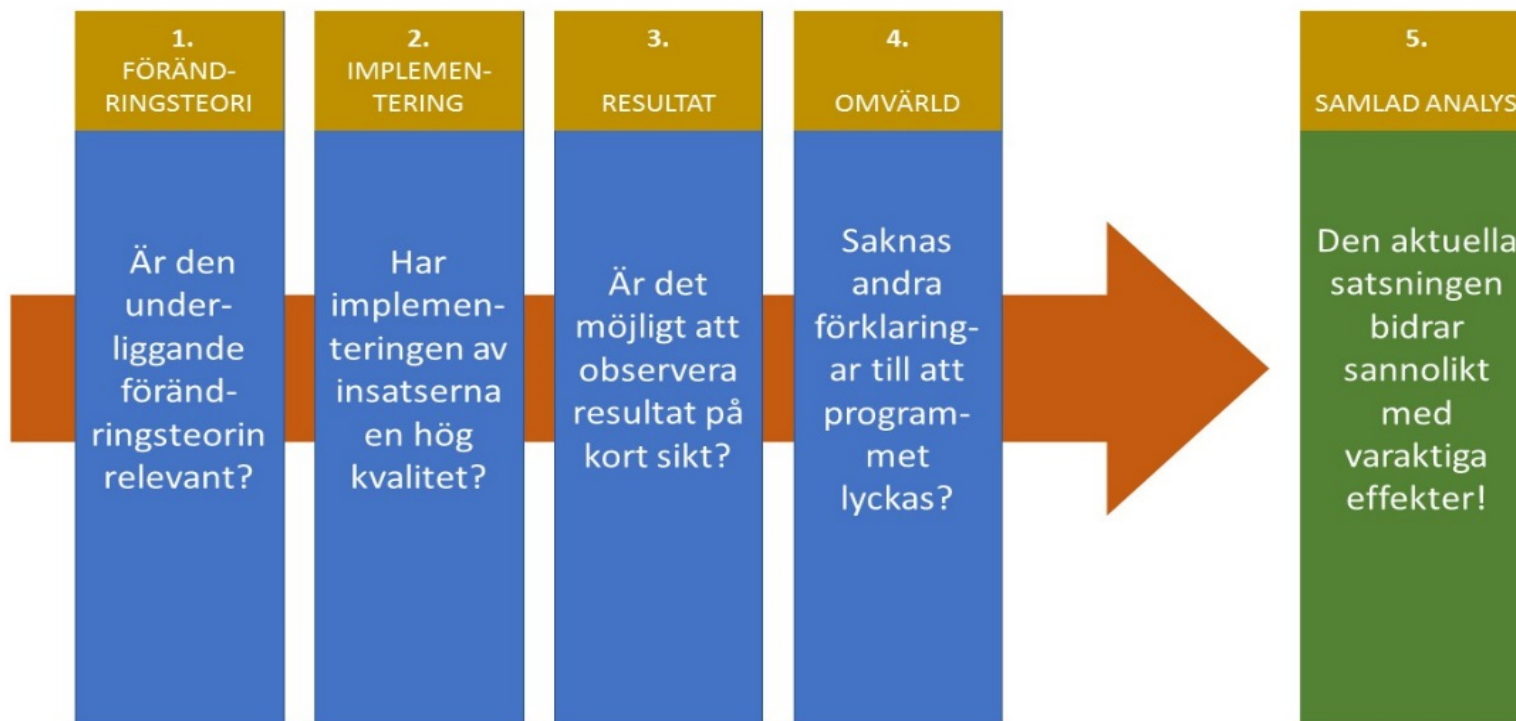 1.
FÖRÄND-
RINGSTEORI
Är den
under-
liggande
föränd-
ringsteorin
relevant?
2.
IMPLEMEN-
TERING
Har
implemen-
teringen av
insatserna
en hög
kvalitet?
3.
RESULTAT
Är det
möjligt att
observera
resultat på
kort sikt?
4.
OMVÄRLD
Saknas
andra
förklaring-
ar till att
program-
met
lyckas?
5.
SAMLAD ANALYS
Den aktuella
satsningen
bidrar
sannolikt
med
varaktiga
effekter!